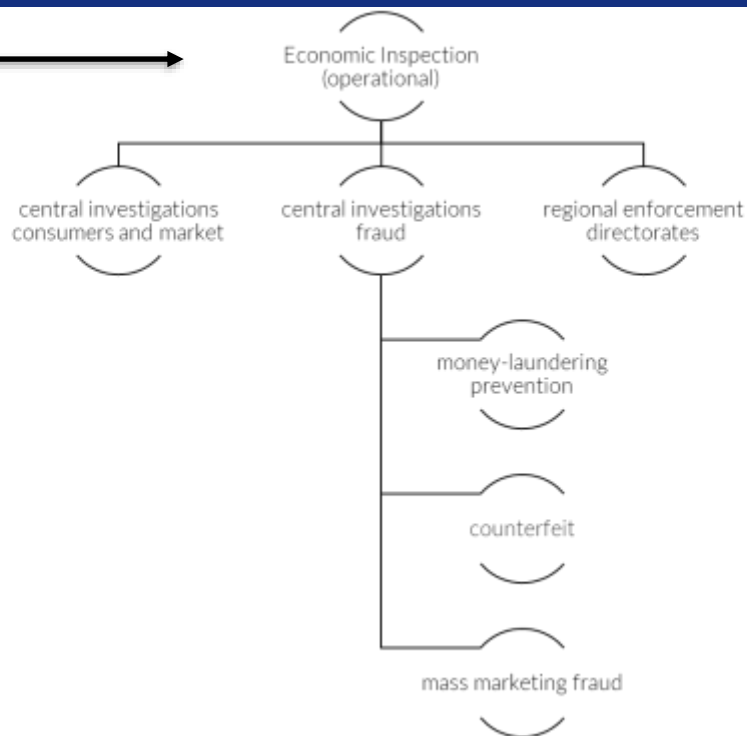 Economic Inspection
(operational)
central investigations
consumers and market
central investigations
fraud
regional enforcement
directorates
money-laundering
prevention
counterfeit
mass marketing fraud